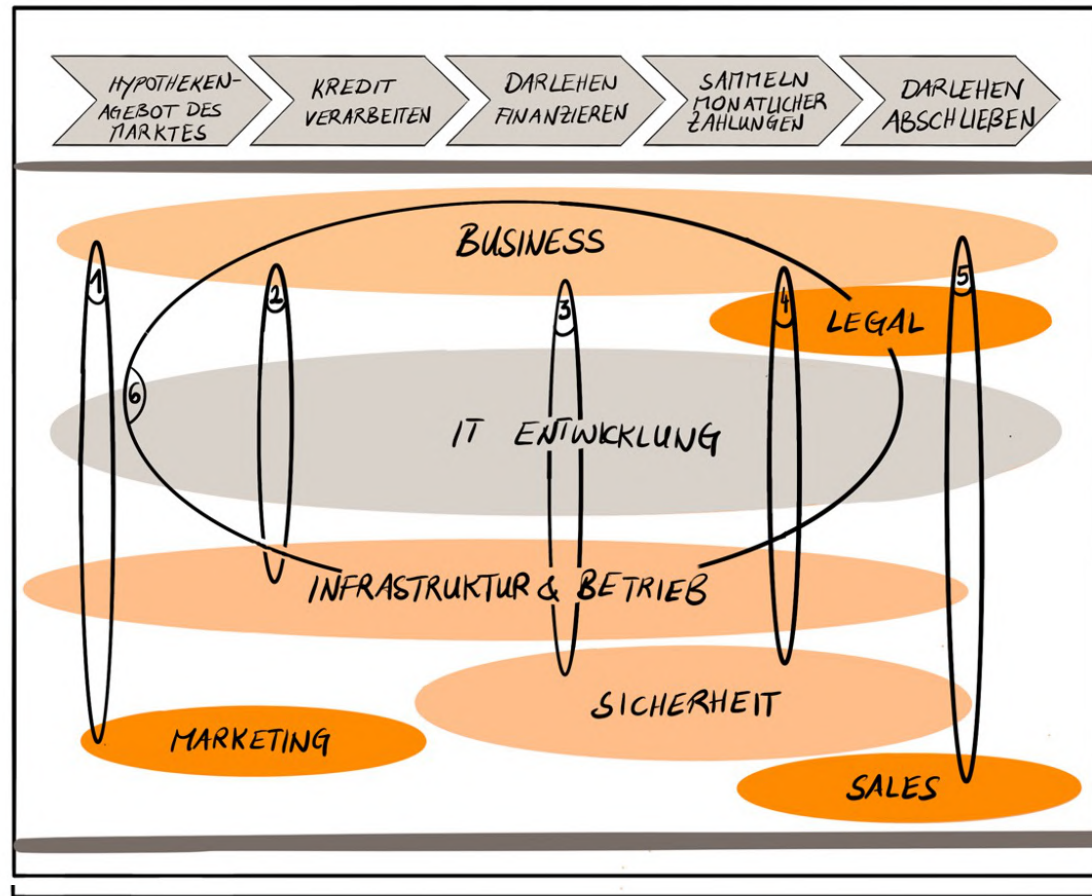 HYPOTHEKEN-
AGEBOT DES
MARKTES
KREDIT
VERARBEITEN
DARLEHEN
FINANZIEREN
SAMMELN
MONATLICHER
ZAHLUNGEN
DARLEHEN
ABSCHLIEßEN
BUSINESS
1
2
3
4
5
LEGAL
6
IT ENTWICKLUNG
INFRASTRUKTUR & BETRIEB
SICHERHEIT
MARKETING
SALES